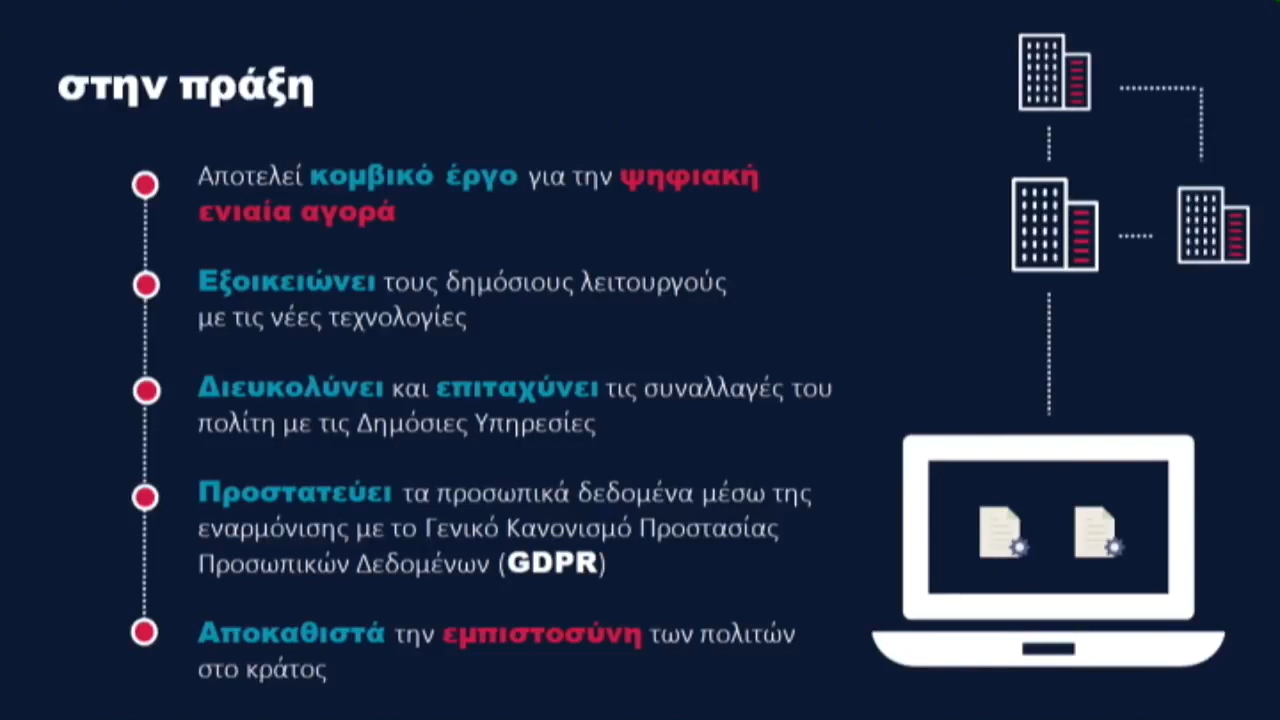 στην πράξη
Αποτελεί κομβικό έργο για την ψηφιακή
ενιαία αγορά
Εξοικειώνει τους δημόσιους λειτουργούς
με τις νέες τεχνολογίες
Διευκολύνει και επιταχύνει τις συναλλαγές του
πολίτη με τις Δημόσιες Υπηρεσίες
Προστατεύει τα προσωπικά δεδομένα μέσω της
εναρμόνισης με το Γενικό Κανονισμό Προστασίας
Προσωπικών Δεδομένων (GDPR)
Αποκαθιστά την εμπιστοσύνη των πολιτών
στο κράτος